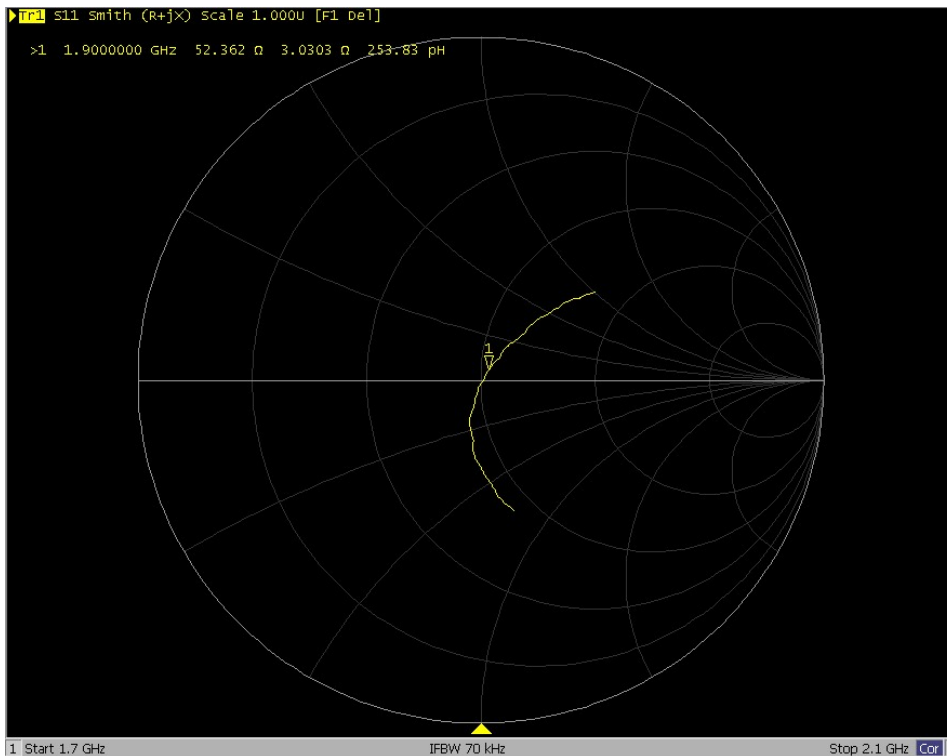 Tr1 S11 Smith (R+jX) Scale 1.000U [F1 Del]
>1 1.9000000 GHz 52.362 Ω 3.0303 Ω 253.83 pH
1
1 Start 1.7 GHz IFBW 70 kHz Stop 2.1 GHz Cor